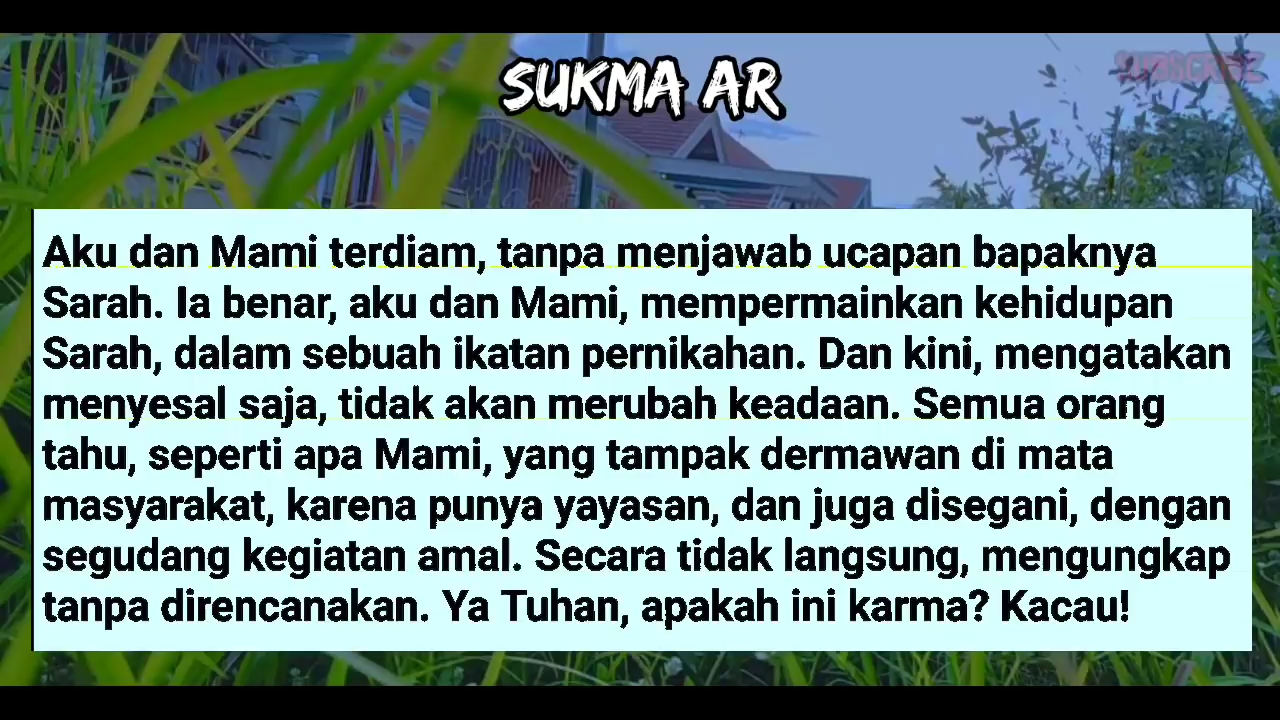 SUKMA AR
SUBSCRIBE
Aku dan Mami terdiam, tanpa menjawab ucapan bapaknya
Sarah. Ia benar, aku dan Mami, mempermainkan kehidupan
Sarah, dalam sebuah ikatan pernikahan. Dan kini, mengatakan
menyesal saja, tidak akan merubah keadaan. Semua orang
tahu, seperti apa Mami, yang tampak dermawan di mata
masyarakat, karena punya yayasan, dan juga disegani, dengan
segudang kegiatan amal. Secara tidak langsung, mengungkap
tanpa direncanakan. Ya Tuhan, apakah ini karma? Kacau!